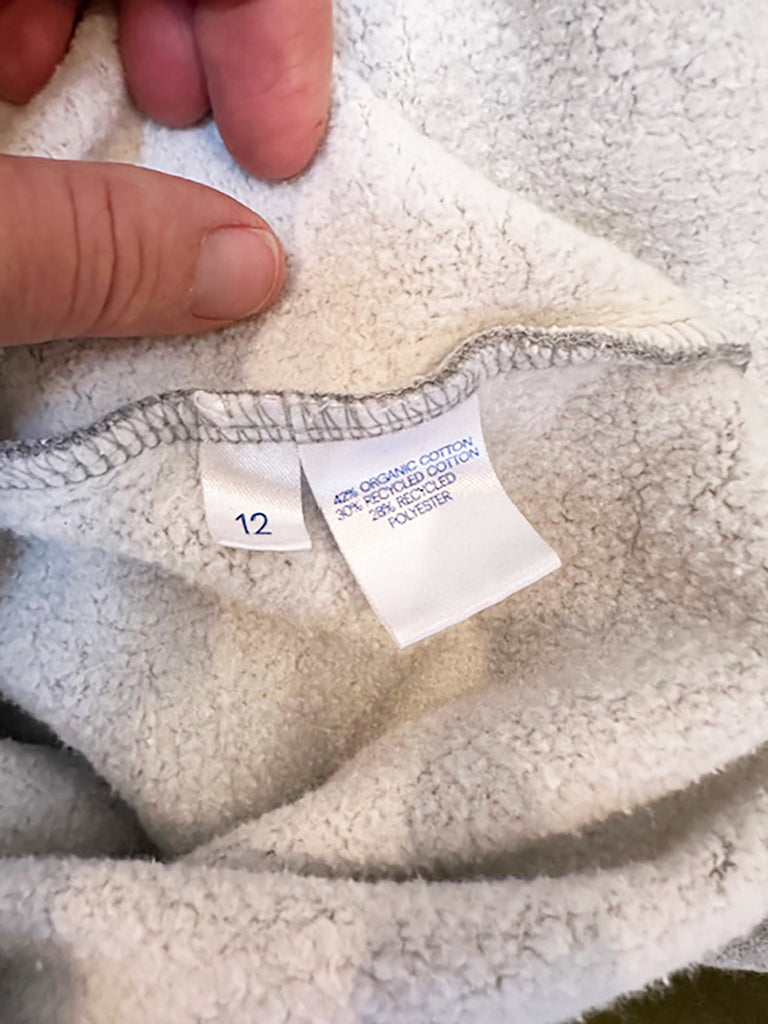 12
42% ORGANIC COTTON
30% RECYCLED COTTON
28% RECYCLED
POLYESTER